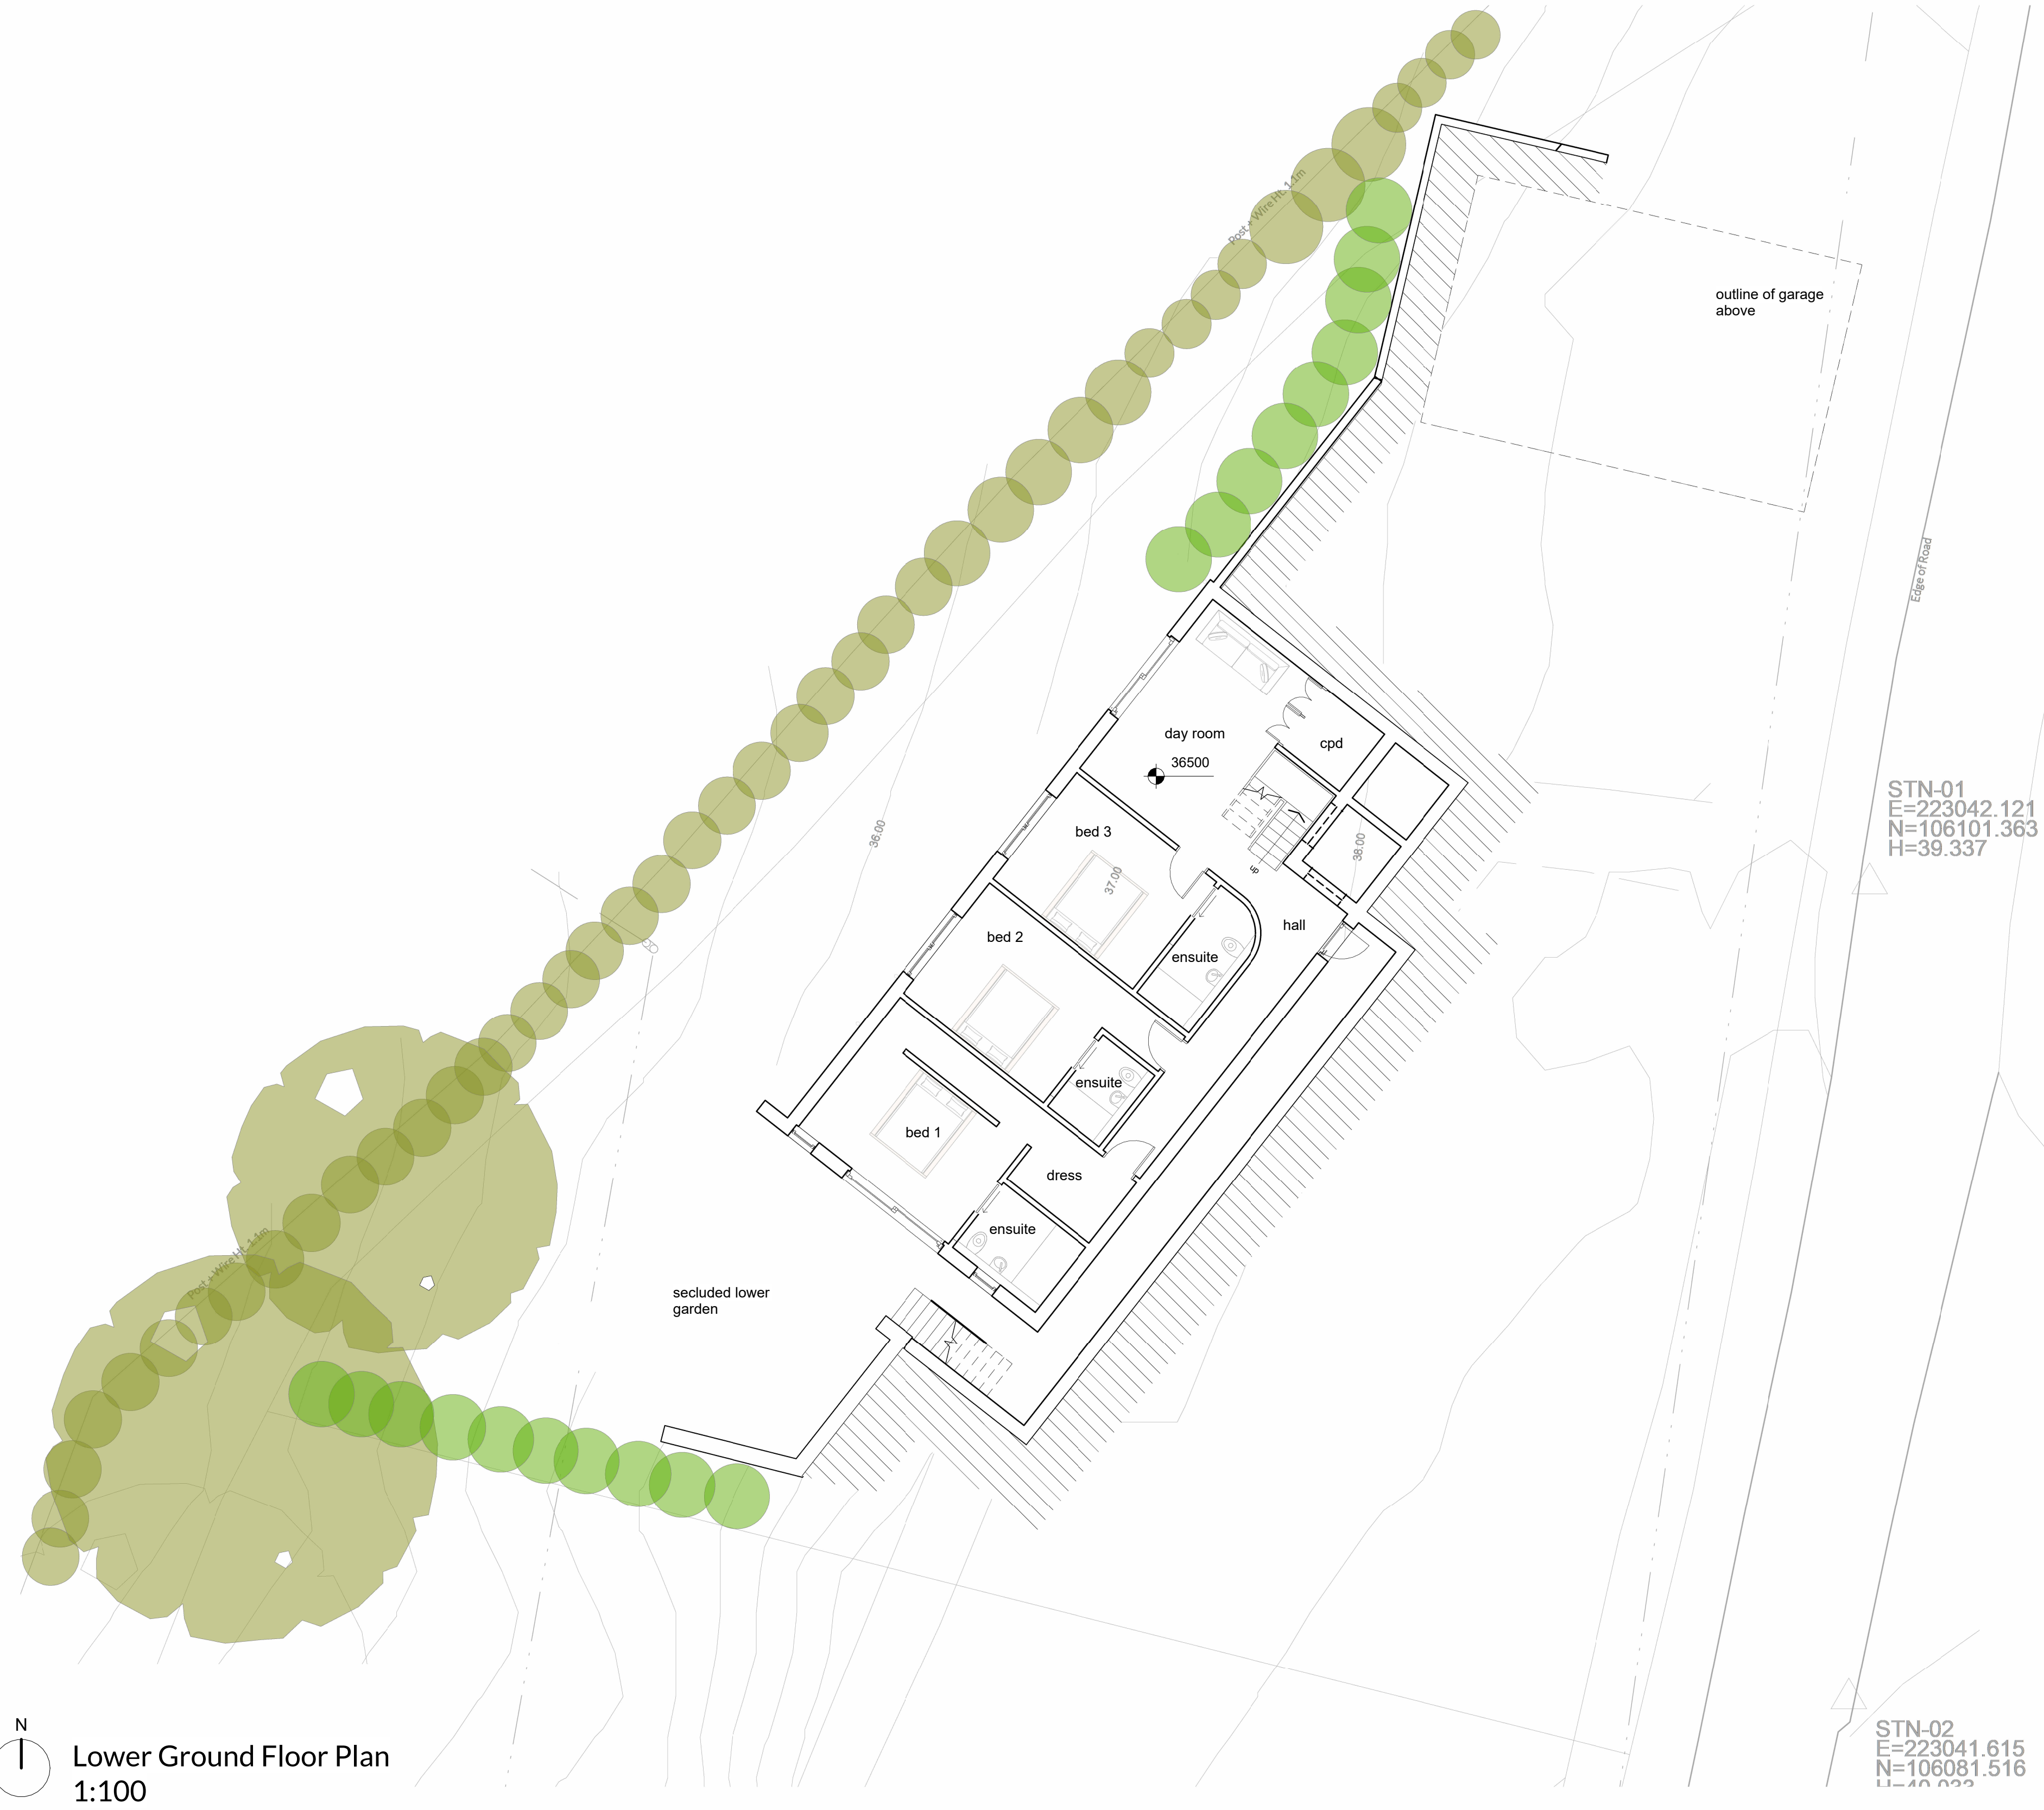 Post + Wire Ht. 1.1m
outline of garage
above
Edge of Road
day room
36500
cpd
STN-01
E=223042.121
N=106101.363
H=39.337
36.00
bed 3
38.00
37.00
up
hall
bed 2
ensuite
ensuite
bed 1
dress
ensuite
Post + Wire Ht. 1.1m
secluded lower
garden
N
Lower Ground Floor Plan
1:100
STN-02
E=223041.615
N=106081.516
H=40.033